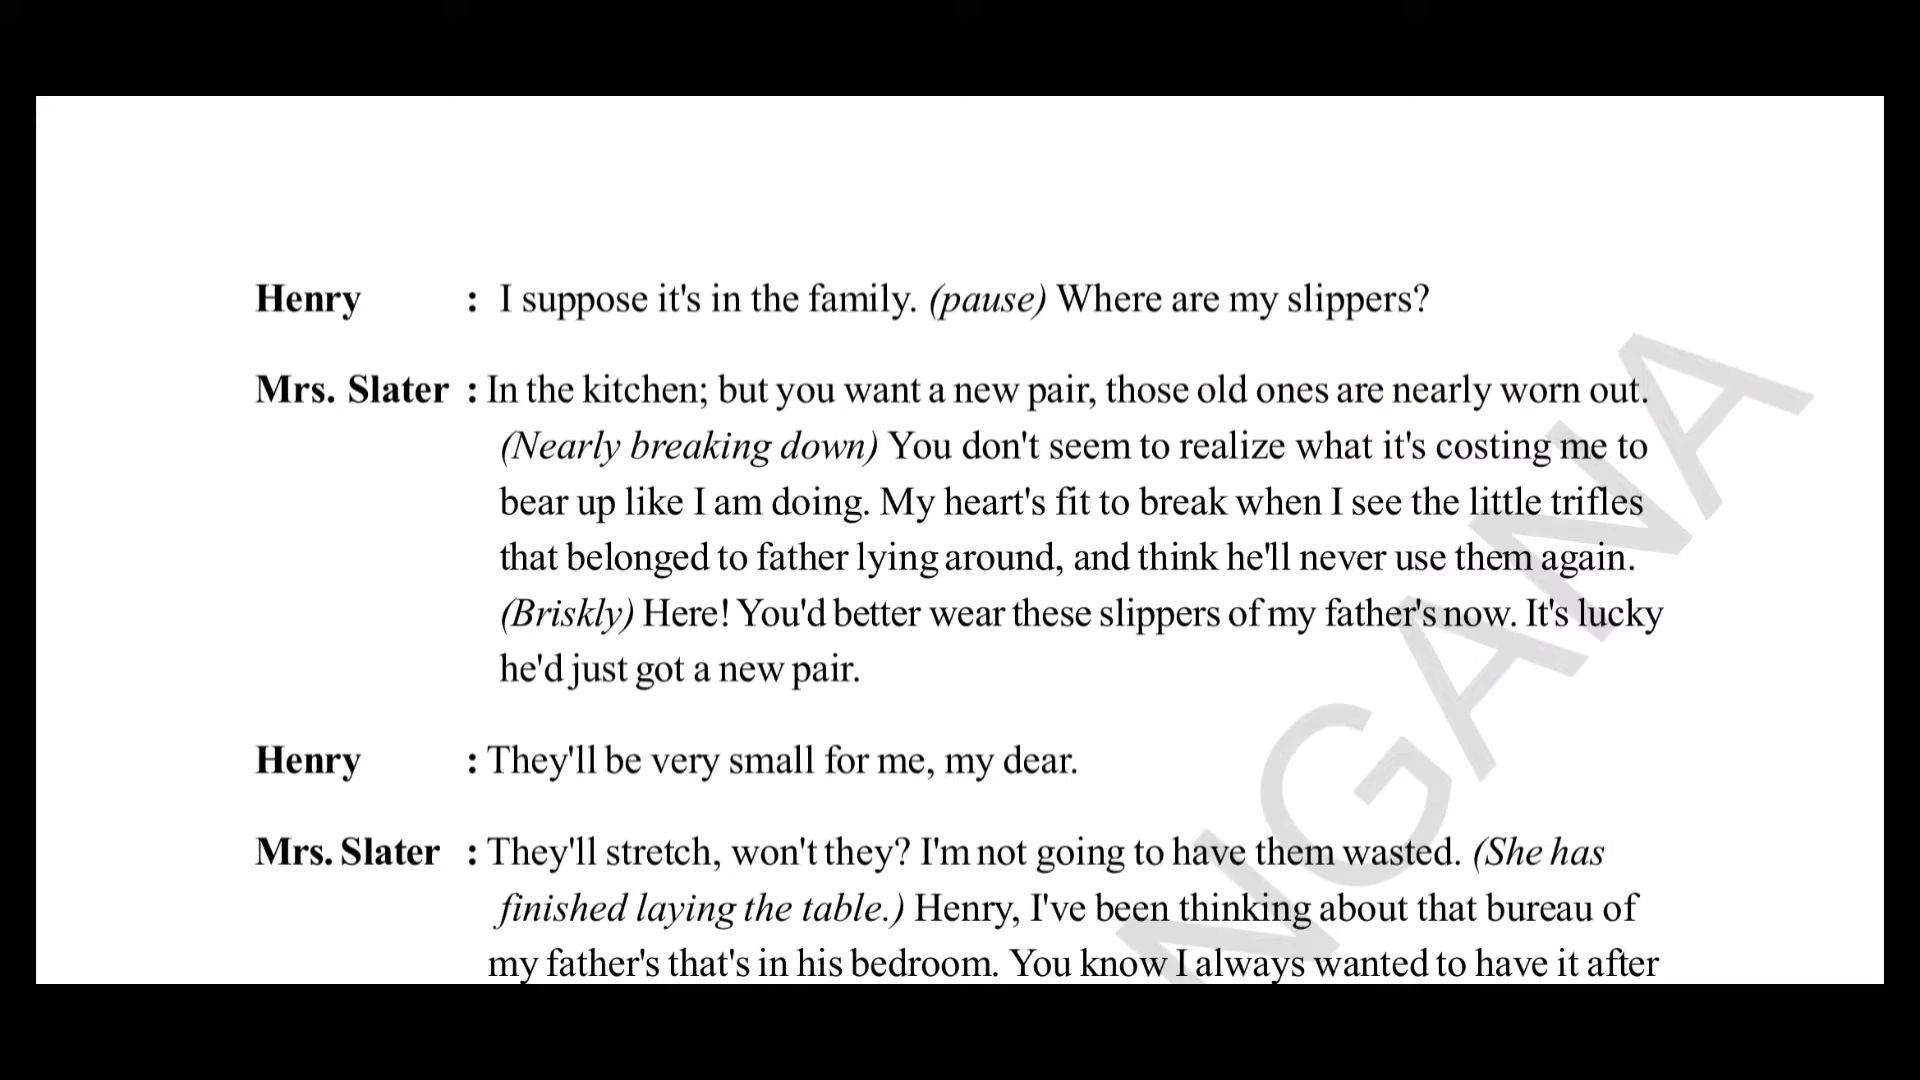 Henry : I suppose it's in the family. (pause) Where are my slippers?
Mrs. Slater : In the kitchen; but you want a new pair, those old ones are nearly worn out.
(Nearly breaking down) You don't seem to realize what it's costing me to
bear up like I am doing. My heart's fit to break when I see the little trifles
that belonged to father lying around, and think he'll never use them again.
(Briskly) Here! You'd better wear these slippers of my father's now. It's lucky
he'd just got a new pair.
Henry : They'll be very small for me, my dear.
Mrs. Slater : They'll stretch, won't they? I'm not going to have them wasted. (She has
finished laying the table.) Henry, I've been thinking about that bureau of
my father's that's in his bedroom. You know I always wanted to have it after
NGANA